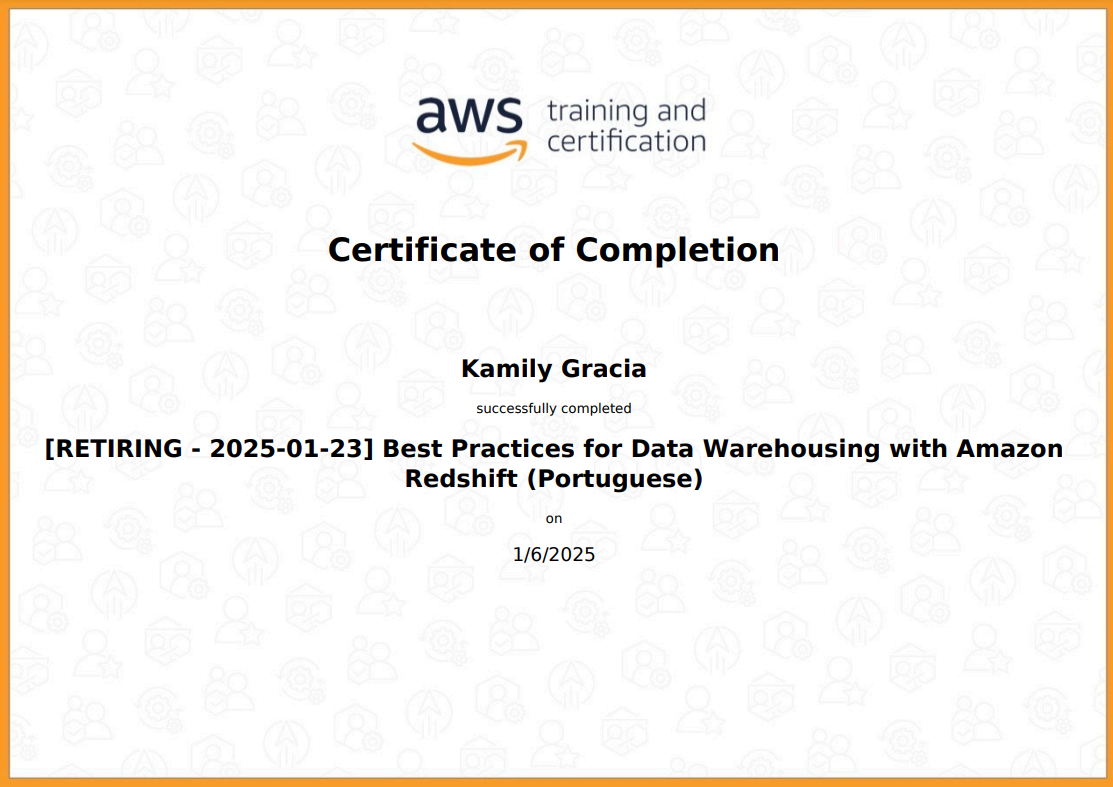 aws training and
certification
Certificate of Completion
Kamily Gracia
successfully completed
[RETIRING - 2025-01-23] Best Practices for Data Warehousing with Amazon
Redshift (Portuguese)
on
1/6/2025